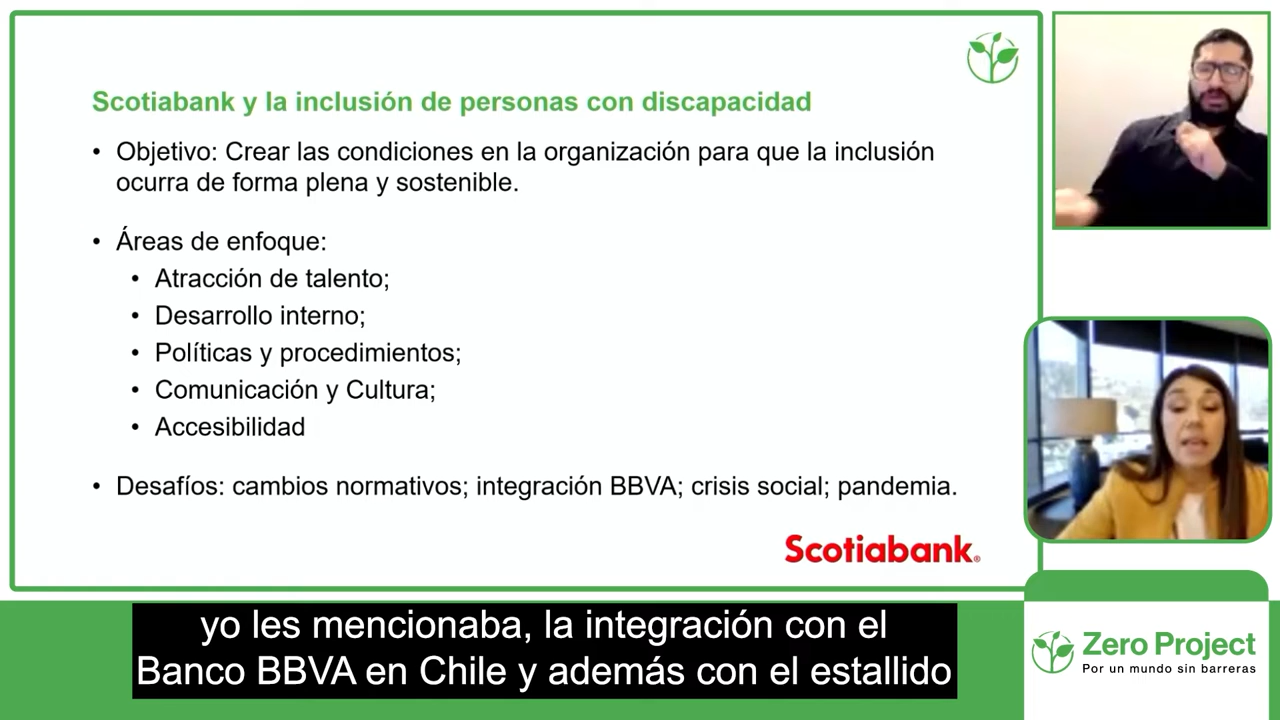 Scotiabank y la inclusión de personas con discapacidad
• Objetivo: Crear las condiciones en la organización para que la inclusión
ocurra de forma plena y sostenible.
• Áreas de enfoque:
• Atracción de talento;
• Desarrollo interno;
• Políticas y procedimientos;
• Comunicación y Cultura;
• Accesibilidad
• Desafíos: cambios normativos; integración BBVA; crisis social; pandemia.
Scotiabank®
yo les mencionaba, la integración con el
Banco BBVA en Chile y además con el estallido
Zero Project
Por un mundo sin barreras